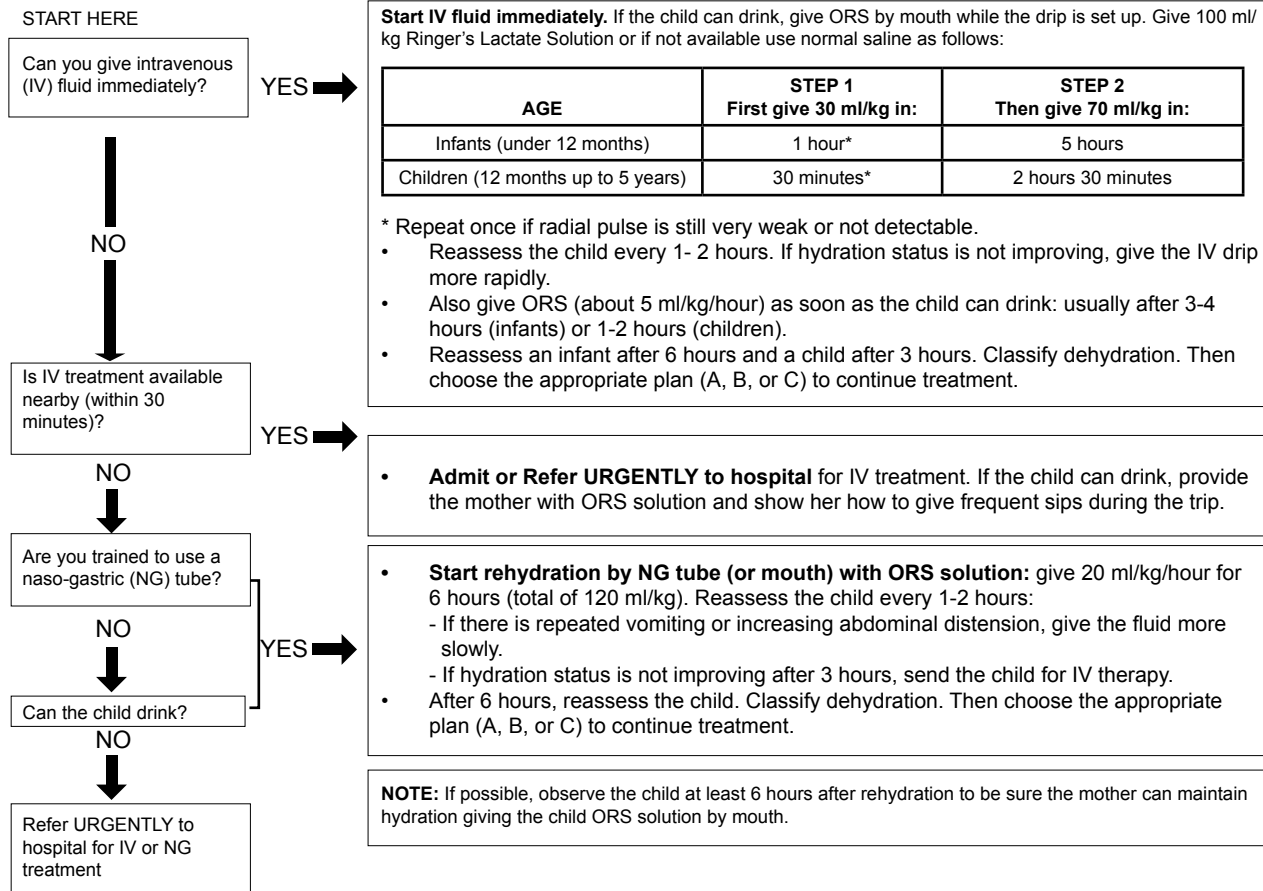 START HERE
Can you give intravenous
(IV) fluid immediately?
YES
Start IV fluid immediately. If the child can drink, give ORS by mouth while the drip is set up. Give 100 ml/
kg Ringer's Lactate Solution or if not available use normal saline as follows:
AGE
STEP 1
First give 30 ml/kg in:
STEP 2
Then give 70 ml/kg in:
Infants (under 12 months)
1 hour*
5 hours
Children (12 months up to 5 years)
30 minutes*
2 hours 30 minutes
* Repeat once if radial pulse is still very weak or not detectable.
• Reassess the child every 1- 2 hours. If hydration status is not improving, give the IV drip
more rapidly.
• Also give ORS (about 5 ml/kg/hour) as soon as the child can drink: usually after 3-4
hours (infants) or 1-2 hours (children).
• Reassess an infant after 6 hours and a child after 3 hours. Classify dehydration. Then
choose the appropriate plan (A, B, or C) to continue treatment.
NO
Is IV treatment available
nearby (within 30
minutes)?
YES
• Admit or Refer URGENTLY to hospital for IV treatment. If the child can drink, provide
the mother with ORS solution and show her how to give frequent sips during the trip.
NO
Are you trained to use a
naso-gastric (NG) tube?
NO
YES
Can the child drink?
• Start rehydration by NG tube (or mouth) with ORS solution: give 20 ml/kg/hour for
6 hours (total of 120 ml/kg). Reassess the child every 1-2 hours:
- If there is repeated vomiting or increasing abdominal distension, give the fluid more
slowly.
- If hydration status is not improving after 3 hours, send the child for IV therapy.
• After 6 hours, reassess the child. Classify dehydration. Then choose the appropriate
plan (A, B, or C) to continue treatment.
NO
Refer URGENTLY to
hospital for IV or NG
treatment
NOTE: If possible, observe the child at least 6 hours after rehydration to be sure the mother can maintain
hydration giving the child ORS solution by mouth.